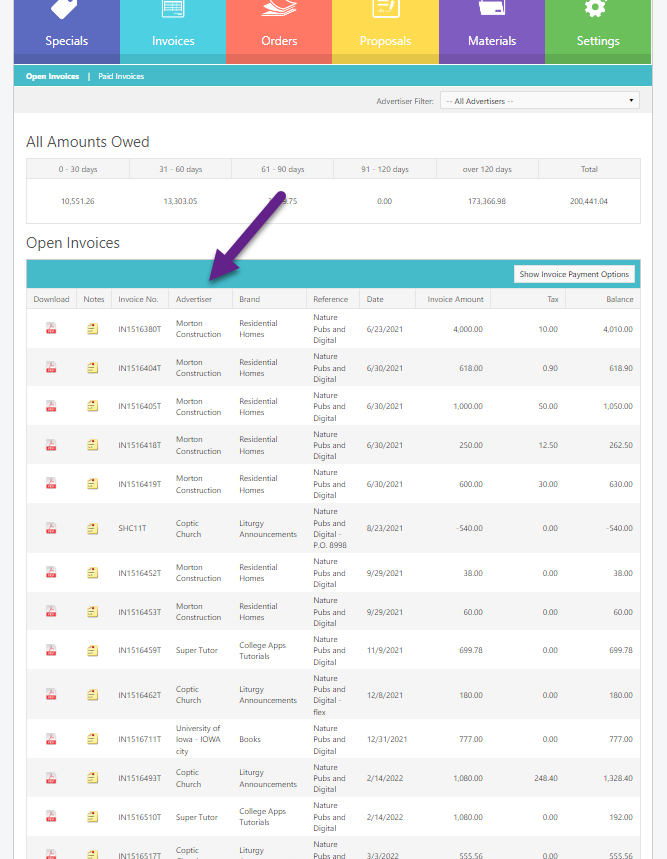 Specials Invoices Orders Proposals Materials Settings
Open Invoices | Paid Invoices
Advertiser Filter: -- All Advertisers --
All Amounts Owed
0 - 30 days 31 - 60 days 61 - 90 days 91 - 120 days over 120 days Total
10,551.26 13,303.05 0.00 173,366.98 200,441.04
Open Invoices
Show Invoice Payment Options
Download Notes Invoice No. Advertiser Brand Reference Date Invoice Amount Tax Balance
IN1516380T Morton Construction Residential Homes Nature Pubs and Digital 6/23/2021 4,000.00 10.00 4,010.00
IN1516404T Morton Construction Residential Homes Nature Pubs and Digital 6/30/2021 618.00 0.90 618.90
IN1516405T Morton Construction Residential Homes Nature Pubs and Digital 6/30/2021 1,000.00 50.00 1,050.00
IN1516418T Morton Construction Residential Homes Nature Pubs and Digital 6/30/2021 250.00 12.50 262.50
IN1516419T Morton Construction Residential Homes Nature Pubs and Digital 6/30/2021 600.00 30.00 630.00
SHC11T Coptic Church Liturgy Announcements Nature Pubs and Digital - P.O. 8998 8/23/2021 -540.00 0.00 -540.00
IN1516452T Morton Construction Residential Homes Nature Pubs and Digital 9/29/2021 38.00 0.00 38.00
IN1516453T Morton Construction Residential Homes Nature Pubs and Digital 9/29/2021 60.00 0.00 60.00
IN1516459T Super Tutor College Apps Tutorials Nature Pubs and Digital 11/9/2021 699.78 0.00 699.78
IN1516462T Coptic Church Liturgy Announcements Nature Pubs and Digital - flex 12/8/2021 180.00 0.00 180.00
IN1516711T University of Iowa - IOWA city Books Nature Pubs and Digital 12/31/2021 777.00 0.00 777.00
IN1516493T Coptic Church Liturgy Announcements Nature Pubs and Digital 2/14/2022 1,080.00 248.40 1,328.40
IN1516510T Super Tutor College Apps Tutorials Nature Pubs and Digital 2/14/2022 1,080.00 0.00 192.00
IN1516517T Coptic Liturgy Nature Pubs and 3/3/2022 555.56 0.00 555.56